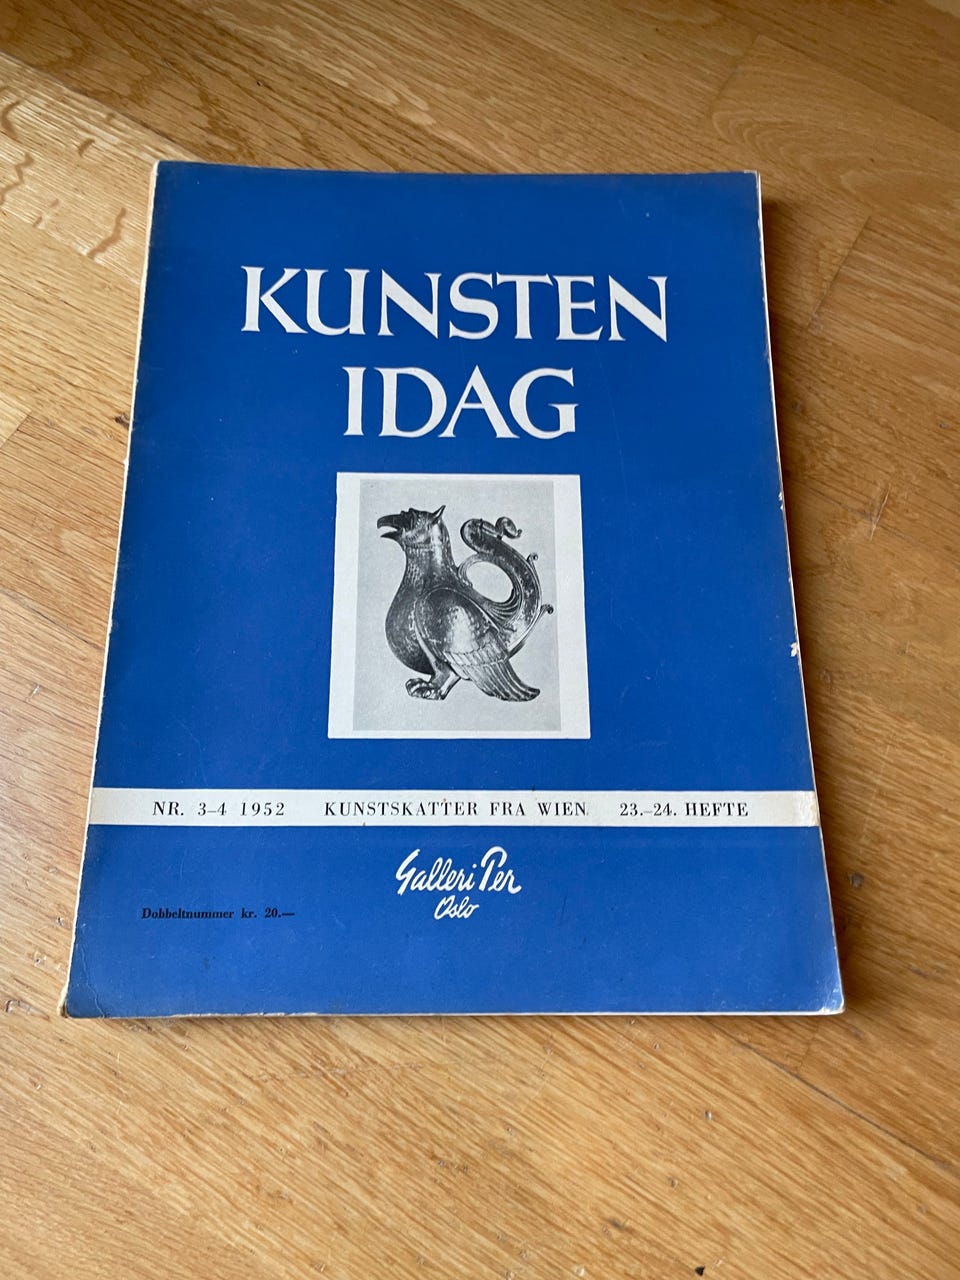 KUNSTEN
IDAG
NR. 3–4 1952 KUNSTSKATTER FRA WIEN 23.–24. HEFTE
Galleri Per
Oslo
Dobbeltnummer kr. 20.—